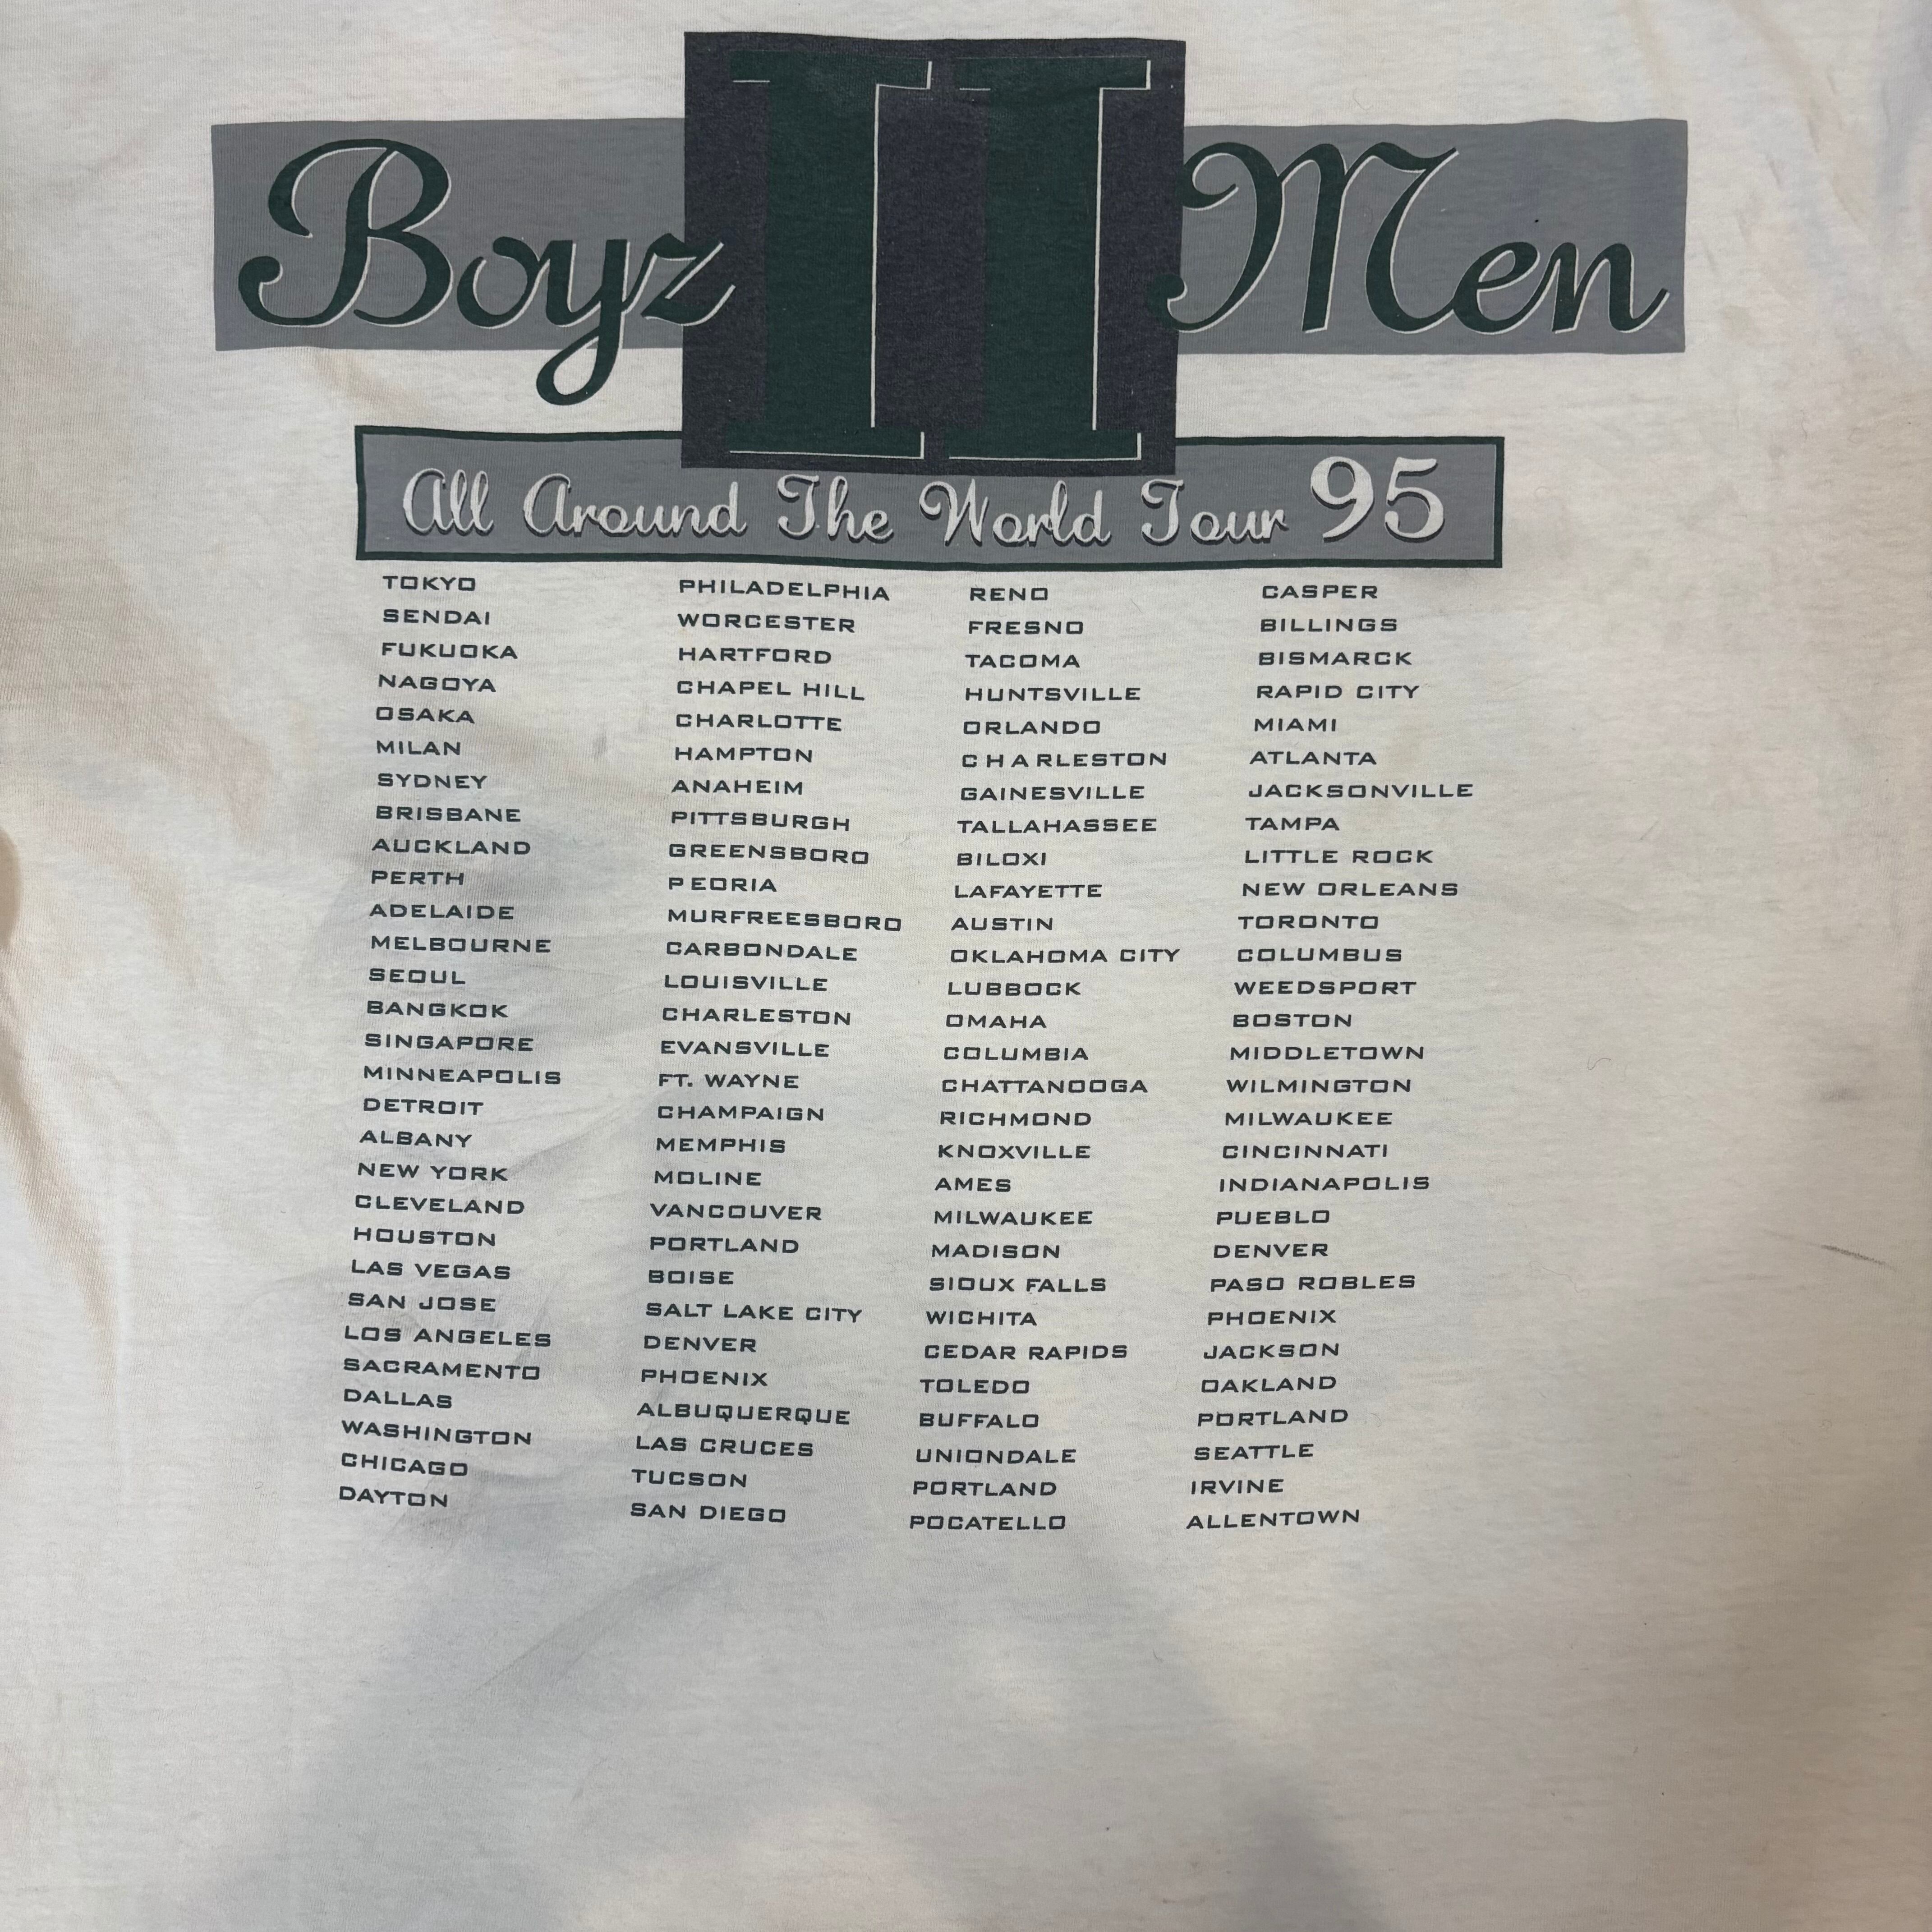 Boyz II Men
All Around The World Tour 95
TOKYO
SENDAI
FUKUOKA
NAGOYA
OSAKA
MILAN
SYDNEY
BRISBANE
AUCKLAND
PERTH
ADELAIDE
MELBOURNE
SEOUL
BANGKOK
SINGAPORE
MINNEAPOLIS
DETROIT
ALBANY
NEW YORK
CLEVELAND
HOUSTON
LAS VEGAS
SAN JOSE
LOS ANGELES
SACRAMENTO
DALLAS
WASHINGTON
CHICAGO
DAYTON
PHILADELPHIA
WORCESTER
HARTFORD
CHAPEL HILL
CHARLOTTE
HAMPTON
ANAHEIM
PITTSBURGH
GREENSBORO
PEORIA
MURFREESBORO
CARBONDALE
LOUISVILLE
CHARLESTON
EVANSVILLE
FT. WAYNE
CHAMPAIGN
MEMPHIS
MOLINE
VANCOUVER
PORTLAND
BOISE
SALT LAKE CITY
DENVER
PHOENIX
ALBUQUERQUE
LAS CRUCES
TUCSON
SAN DIEGO
RENO
FRESNO
TACOMA
HUNTSVILLE
ORLANDO
CHARLESTON
GAINESVILLE
TALLAHASSEE
BILOXI
LAFAYETTE
AUSTIN
OKLAHOMA CITY
LUBBOCK
OMAHA
COLUMBIA
CHATTANOOGA
RICHMOND
KNOXVILLE
AMES
MILWAUKEE
MADISON
SIOUX FALLS
WICHITA
CEDAR RAPIDS
TOLEDO
BUFFALO
UNIONDALE
PORTLAND
POCATELLO
CASPER
BILLINGS
BISMARCK
RAPID CITY
MIAMI
ATLANTA
JACKSONVILLE
TAMPA
LITTLE ROCK
NEW ORLEANS
TORONTO
COLUMBUS
WEEDSPORT
BOSTON
MIDDLETOWN
WILMINGTON
MILWAUKEE
CINCINNATI
INDIANAPOLIS
PUEBLO
DENVER
PASO ROBLES
PHOENIX
JACKSON
OAKLAND
PORTLAND
SEATTLE
IRVINE
ALLENTOWN